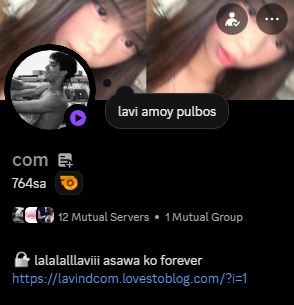 lavi amoy pulbos
com
764sa
12 Mutual Servers • 1 Mutual Group
lalalalllaviii asawa ko forever
https://lavindcom.lovestoblog.com/?i=1